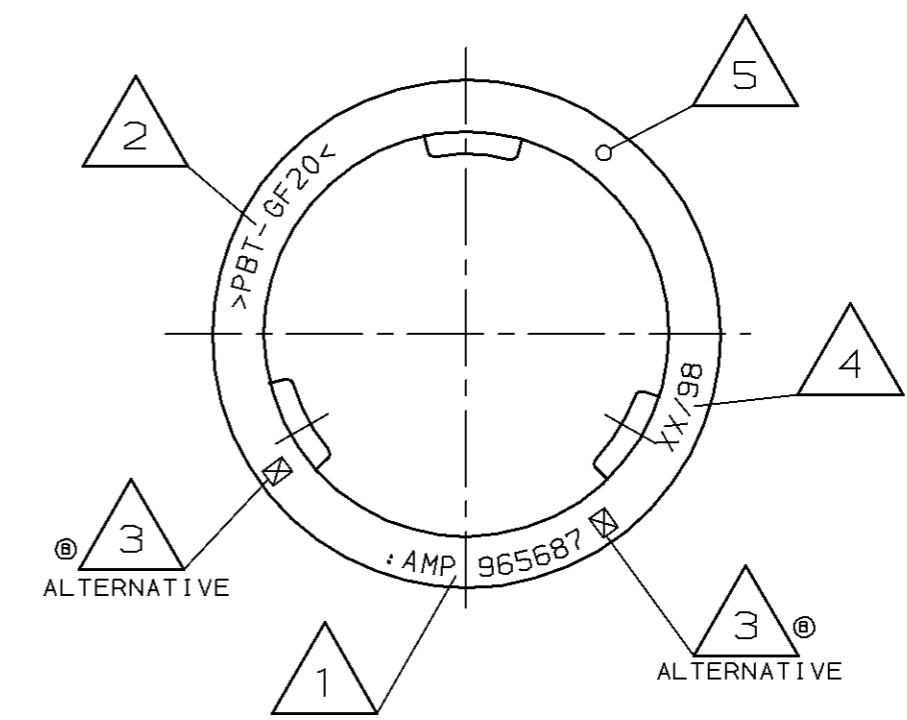 5
2
>PBT-GF20<
4
XX/98
3
ALTERNATIVE
:AMP 965687
3
ALTERNATIVE
1